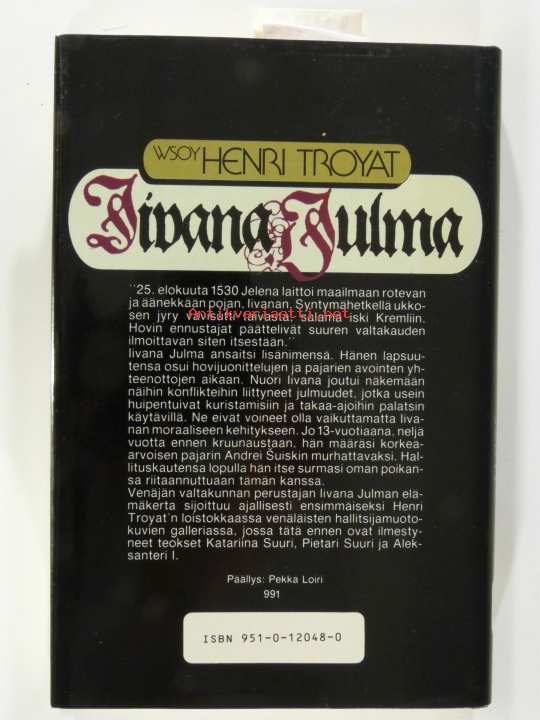 WSOY HENRI TROYAT
Iivana Julma
"25. elokuuta 1530 Jelena laittoi maailmaan rotevan
ja äänekkään pojan, Iivanan. Syntymähetkellä ukko-
sen jyry vavisutti taivasta, salama iski Kremliin.
Antikvariaatti.net
Hovin ennustajat päättelivät suuren valtakauden
ilmoittavan siten itsestään."
Iivana Julma ansaitsi lisänimensä. Hänen lapsuu-
tensa osui hovijuonittelujen ja pajarien avointen yh-
teenottojen aikaan. Nuori Iivana joutui näkemään
näihin konflikteihin liittyneet julmuudet, jotka usein
huipentuivat kuristamisiin ja takaa-ajoihin palatsin
käytävillä. Ne eivät voineet olla vaikuttamatta Iiva-
nan moraaliseen kehitykseen. Jo 13-vuotiaana, neljä
vuotta ennen kruunaustaan, hän määräsi korkea-
arvoisen pajarin Andrei Šuiskin murhattavaksi. Hal-
lituskautensa lopulla hän itse surmasi oman poikan-
sa riitaannuttuaan tämän kanssa.
Venäjän valtakunnan perustajan Iivana Julman elä-
mäkerta sijoittuu ajallisesti ensimmäiseksi Henri
Troyat'n loistokkaassa venäläisten hallitsijamuoto-
kuvien galleriassa, jossa tätä ennen ovat ilmesty-
neet teokset Katariina Suuri, Pietari Suuri ja Alek-
santeri I.
Päällys: Pekka Loiri
991
ISBN 951-0-12048-0